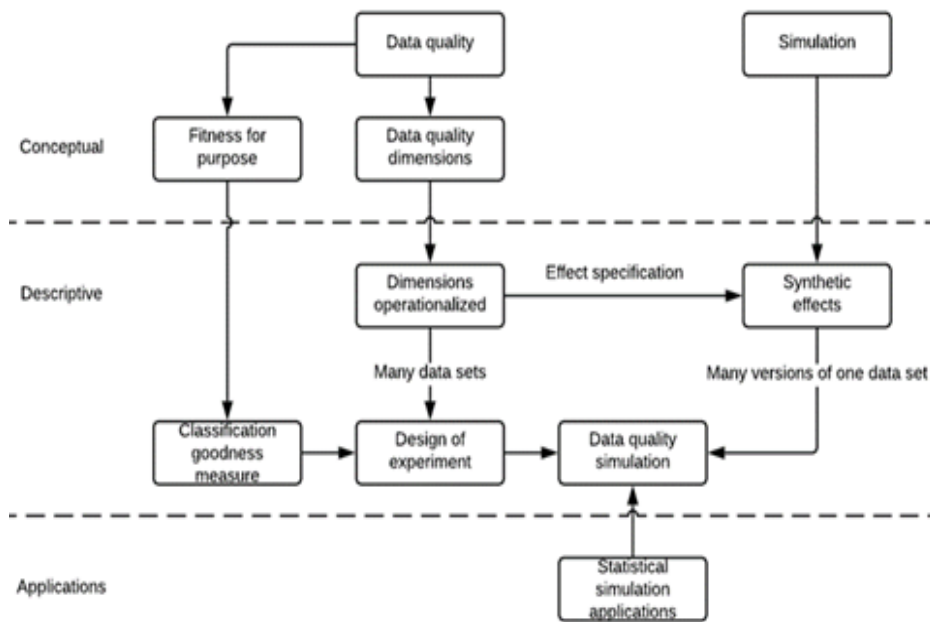 Data quality
Simulation
Conceptual
Fitness for
purpose
Data quality
dimensions
Descriptive
Dimensions
operationalized
Effect specification
Synthetic
effects
Many data sets
Many versions of one data set
Classification
goodness
measure
Design of
experiment
Data quality
simulation
Applications
Statistical
simulation
applications